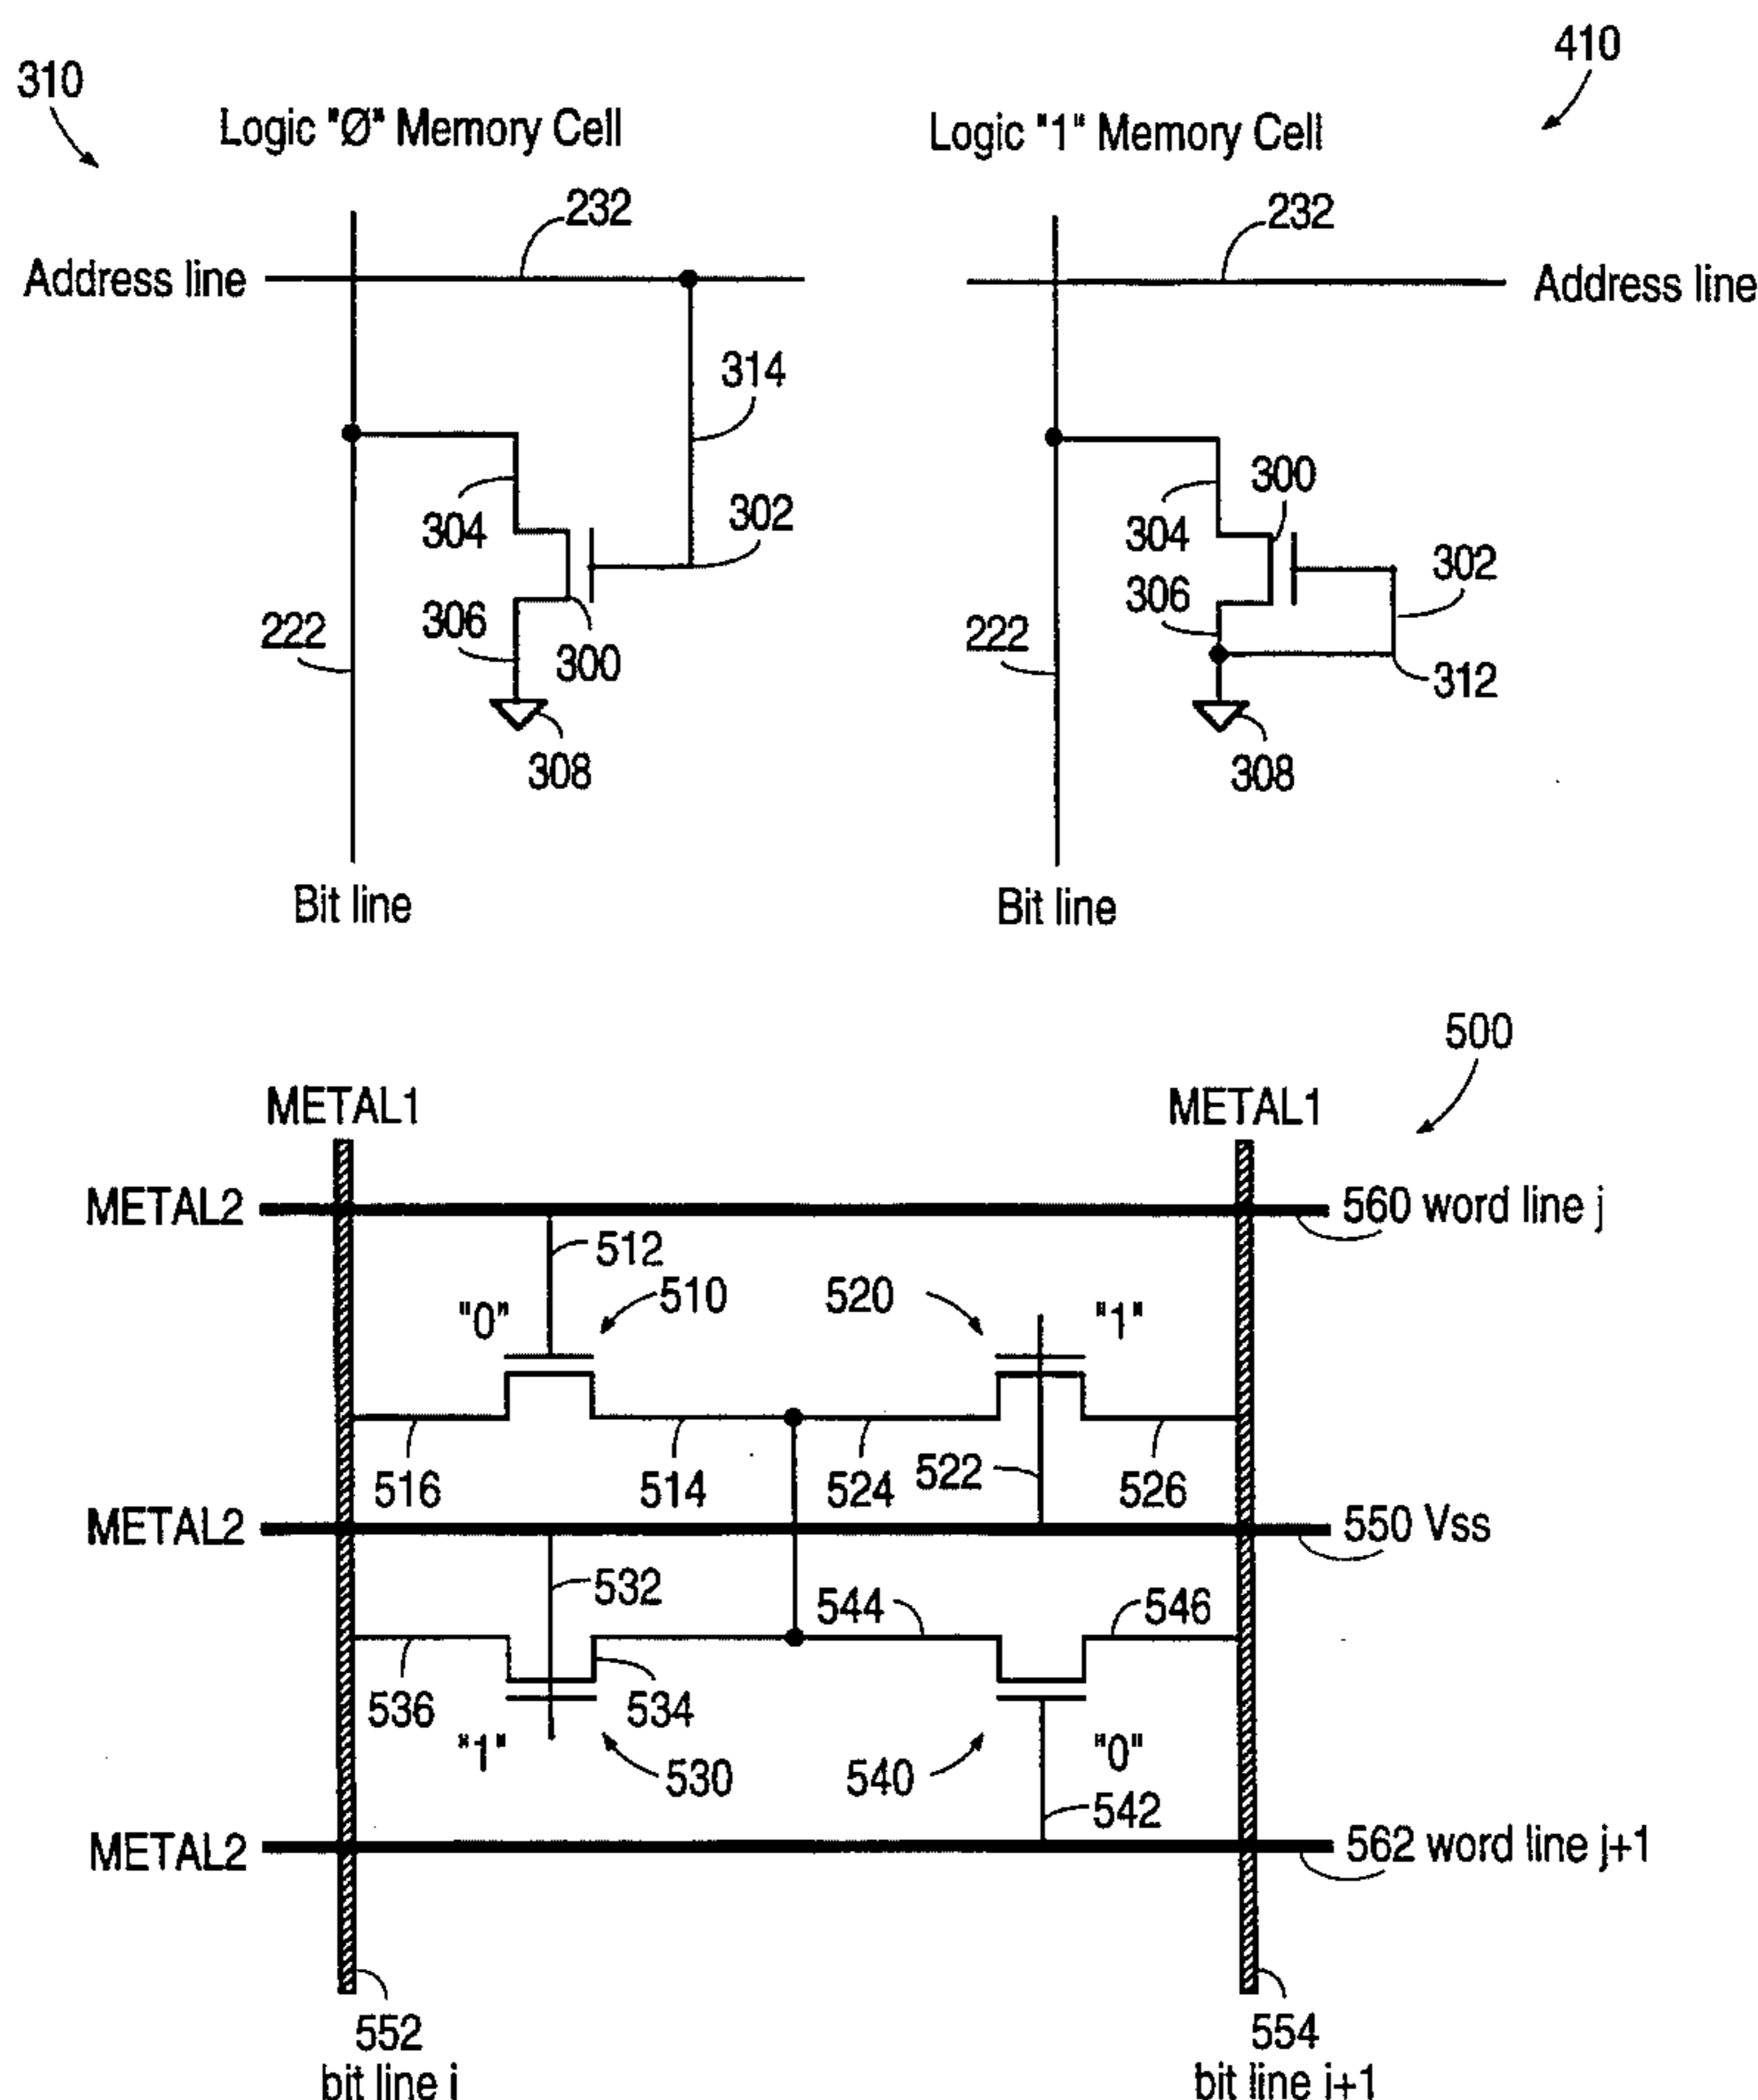 310
410
Logic "Ø" Memory Cell
Logic "1" Memory Cell
232
232
Address line
Address line
314
304
302
300
304
302
306
306
222
300
222
312
308
308
Bit line
Bit line
500
METAL1
METAL1
METAL2
560 word line j
512
510
520
"0"
"1"
516
514
524
522
526
METAL2
550 Vss
532
544
546
536
534
"1"
530
540
"0"
542
METAL2
562 word line j+1
552
554
bit line i
bit line i+1